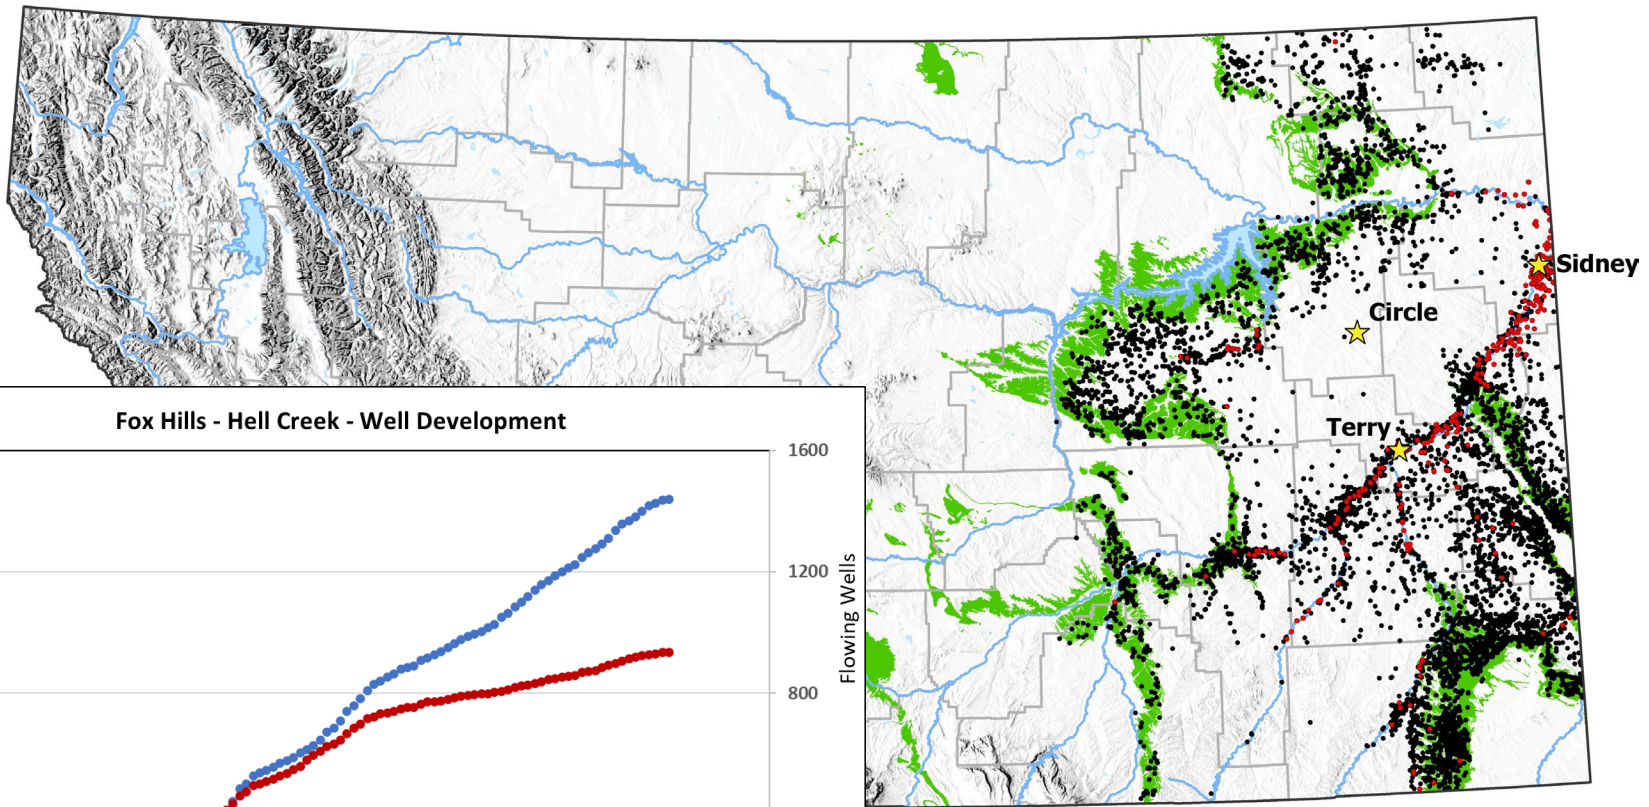 Sidney
Circle
Terry
Fox Hills - Hell Creek - Well Development
1600
1200
800
Flowing Wells